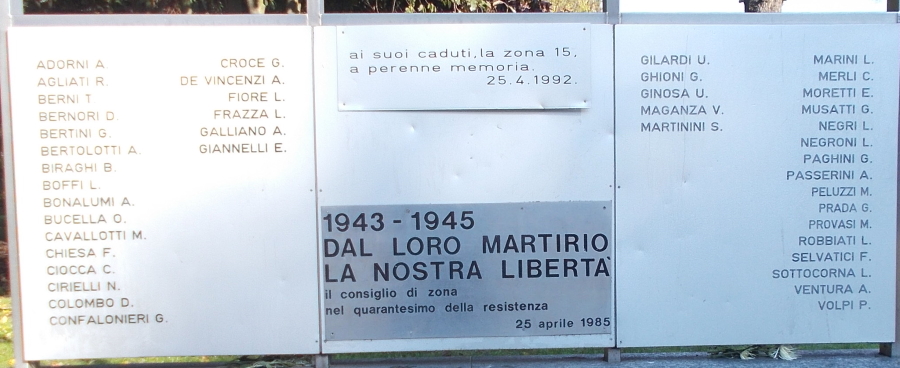 ADORNI A.
AGLIATI R.
BERNI T
BERNORI D.
BERTINI G.
BERTOLOTTI A.
BIRAGHI B.
BOFFI L.
BONALUMI A.
BUCELLA O.
CAVALLOTTI M.
CHIESA F.
CIOCCA C.
CIRIELLI N.
COLOMBO D.
CONFALONIERI G.
CROCE G.
DE VINCENZI A.
FIORE L.
FRAZZA L.
GALLIANO A.
GIANNELLI E.
ai suoi caduti, la zona 15,
a perenne memoria.
25.4.1992.
1943 - 1945
DAL LORO MARTIRIO
LA NOSTRA LIBERTA'
il consiglio di zona
nel quarantesimo della resistenza
25 aprile 1985
GILARDI U.
GHIONI G.
GINOSA U.
MAGANZA V.
MARTININI S.
MARINI L.
MERLI C.
MORETTI E.
MUSATTI G.
NEGRI L.
NEGRONI L.
PAGHINI G.
PASSERINI A.
PELUZZI M.
PRADA G.
PROVASI M.
ROBBIATI L.
SELVATICI F.
SOTTOCORNA L.
VENTURA A.
VOLPI P.